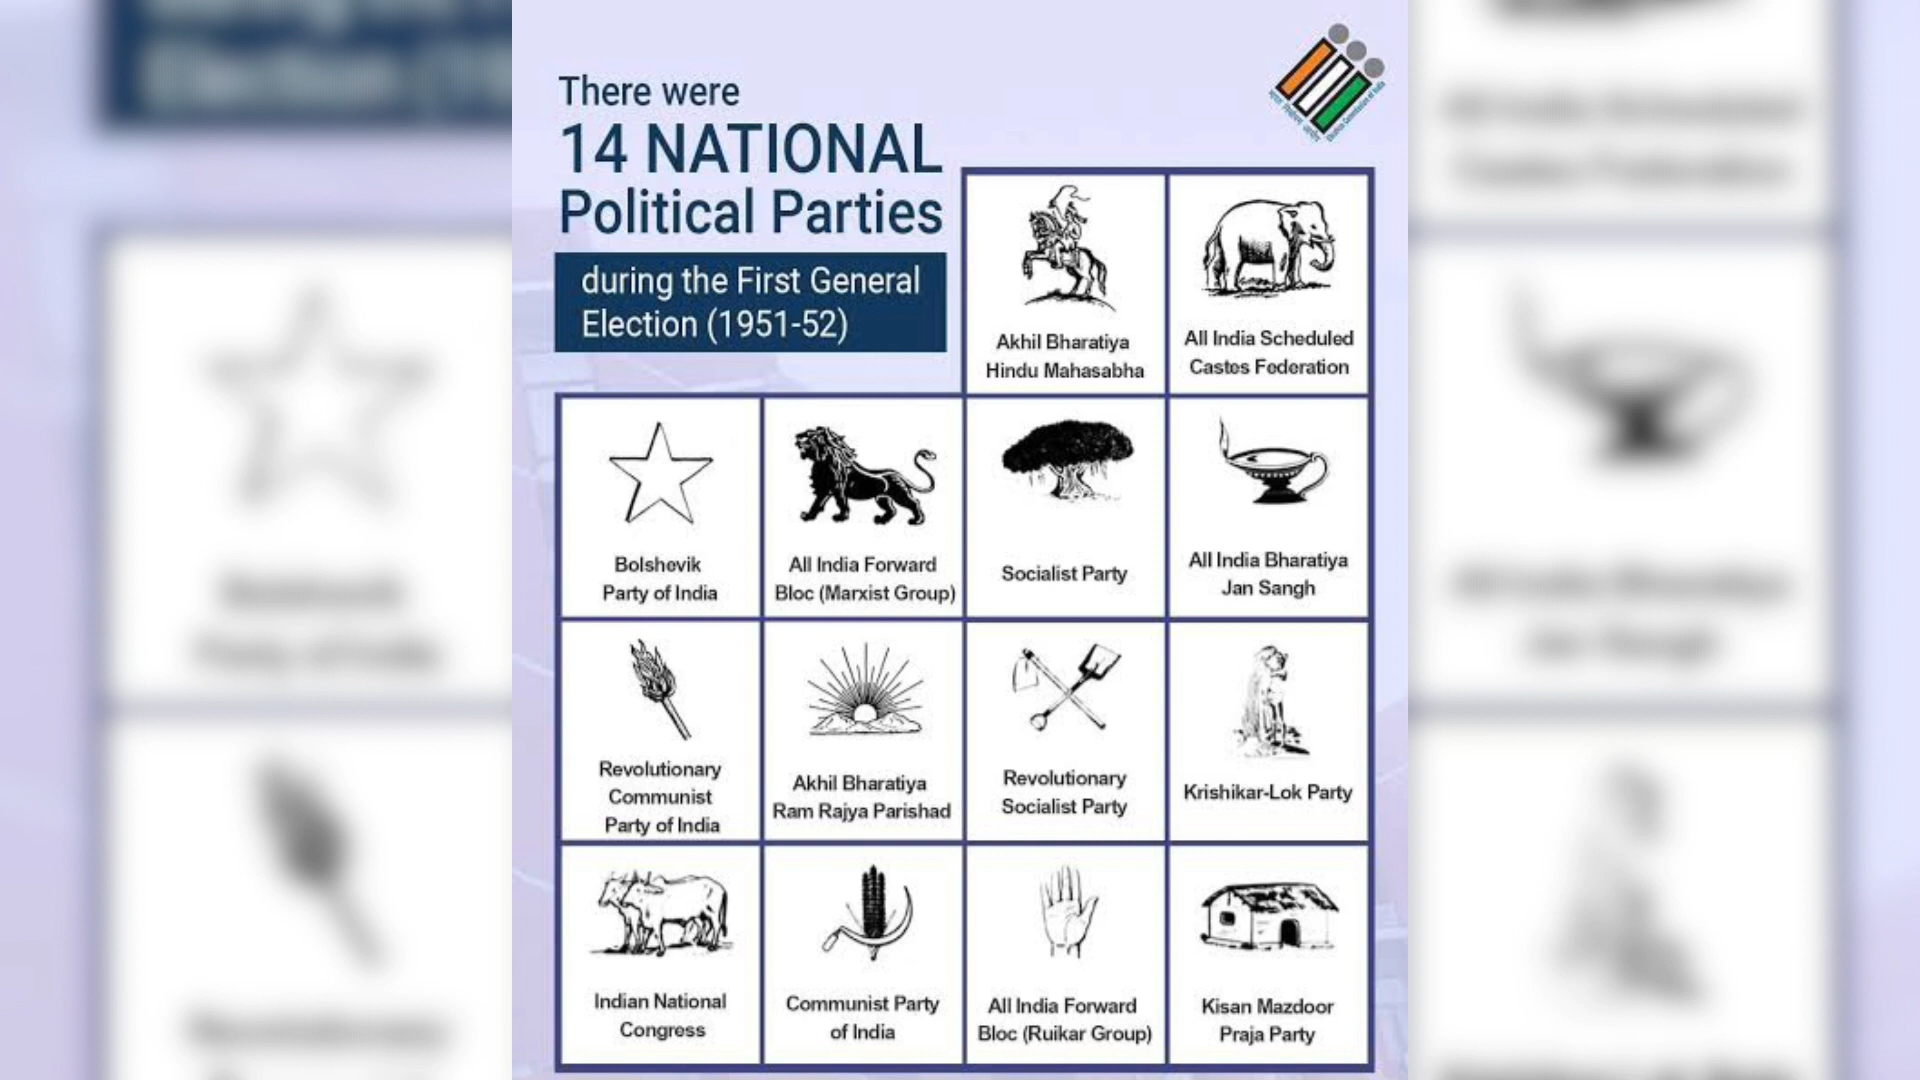 There were
14 NATIONAL
Political Parties
during the First General
Election (1951-52)
Akhil Bharatiya
Hindu Mahasabha
All India Scheduled
Castes Federation
Bolshevik
Party of India
All India Forward
Bloc (Marxist Group)
Socialist Party
All India Bharatiya
Jan Sangh
Revolutionary
Communist
Party of India
Akhil Bharatiya
Ram Rajya Parishad
Revolutionary
Socialist Party
Krishikar-Lok Party
Indian National
Congress
Communist Party
of India
All India Forward
Bloc (Ruikar Group)
Kisan Mazdoor
Praja Party